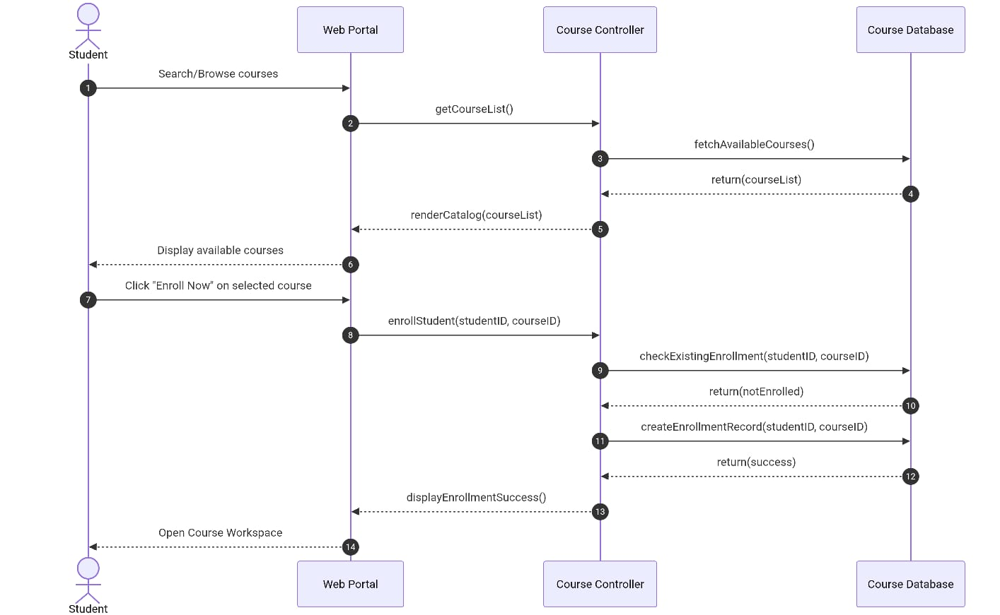 Student
Web Portal
Course Controller
Course Database
Search/Browse courses
1
getCourseList()
2
fetchAvailableCourses()
3
return(courseList)
4
renderCatalog(courseList)
5
Display available courses
6
Click "Enroll Now" on selected course
7
enrollStudent(studentID, courseID)
8
checkExistingEnrollment(studentID, courseID)
9
return(notEnrolled)
10
createEnrollmentRecord(studentID, courseID)
11
return(success)
12
displayEnrollmentSuccess()
13
Open Course Workspace
14
Student
Web Portal
Course Controller
Course Database